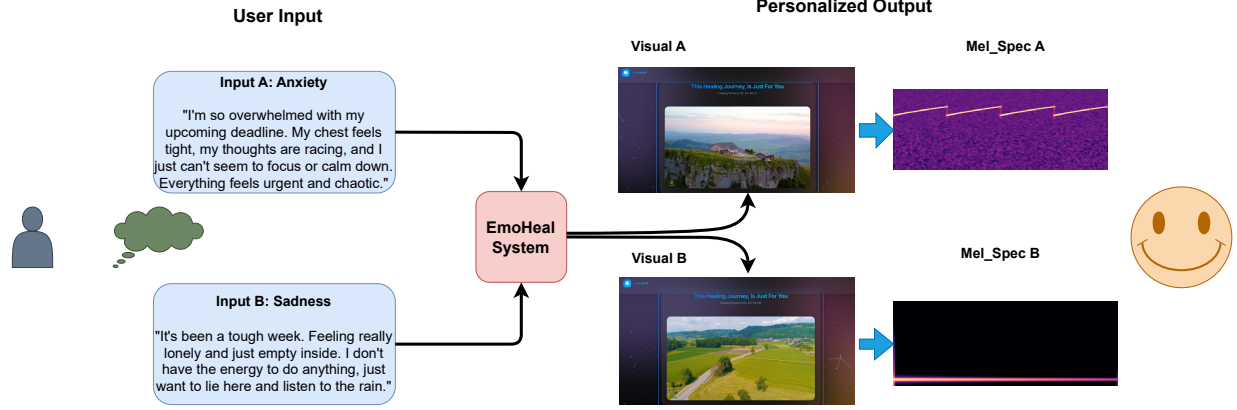 User Input
Personalized Output
Input A: Anxiety
"I'm so overwhelmed with my
upcoming deadline. My chest feels
tight, my thoughts are racing, and I
just can't seem to focus or calm down.
Everything feels urgent and chaotic."
Input B: Sadness
"It's been a tough week. Feeling really
lonely and just empty inside. I don't
have the energy to do anything, just
want to lie here and listen to the rain."
EmoHeal
System
Visual A
This Healing Journey, Is Just For You
Mel_Spec A
Visual B
This Healing Journey, Is Just For You
Mel_Spec B